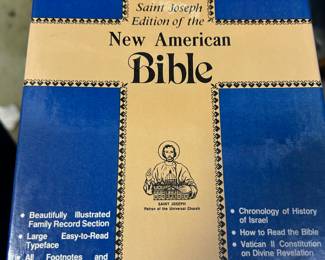 Saint Joseph
Edition of the
New American
Bible
SAINT JOSEPH
Patron of the Universal Church
• Beautifully Illustrated
Family Record Section
• Large Easy-to-Read
Typeface
• All Footnotes and
• Chronology of History
of Israel
• How to Read the Bible
• Vatican II Constitution
on Divine Revelation